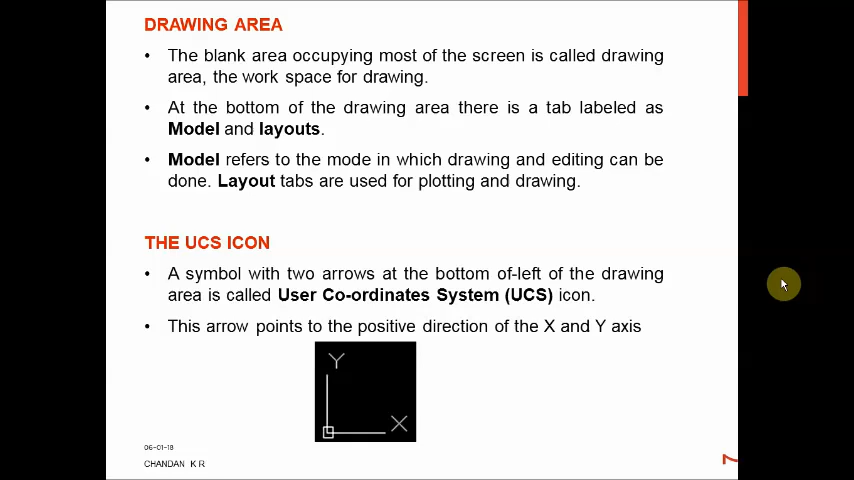 DRAWING AREA
• The blank area occupying most of the screen is called drawing
area, the work space for drawing.
• At the bottom of the drawing area there is a tab labeled as
Model and layouts.
• Model refers to the mode in which drawing and editing can be
done. Layout tabs are used for plotting and drawing.
THE UCS ICON
• A symbol with two arrows at the bottom of-left of the drawing
area is called User Co-ordinates System (UCS) icon.
• This arrow points to the positive direction of the X and Y axis
Y
X
06-01-18
CHANDAN K R
7